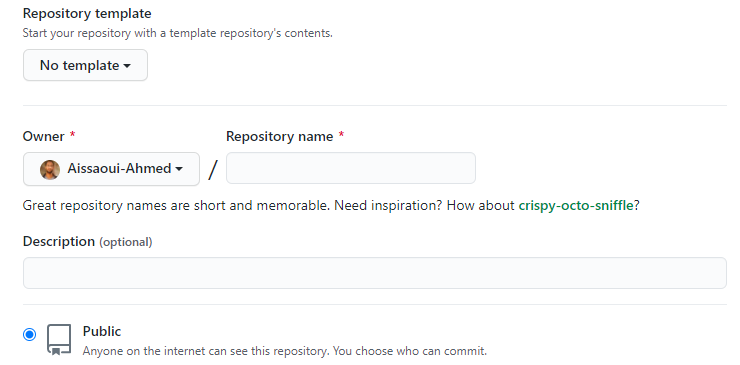 Repository template
Start your repository with a template repository's contents.
No template
Owner * Repository name *
Aissaoui-Ahmed /
Great repository names are short and memorable. Need inspiration? How about crispy-octo-sniffle?
Description (optional)
Public
Anyone on the internet can see this repository. You choose who can commit.